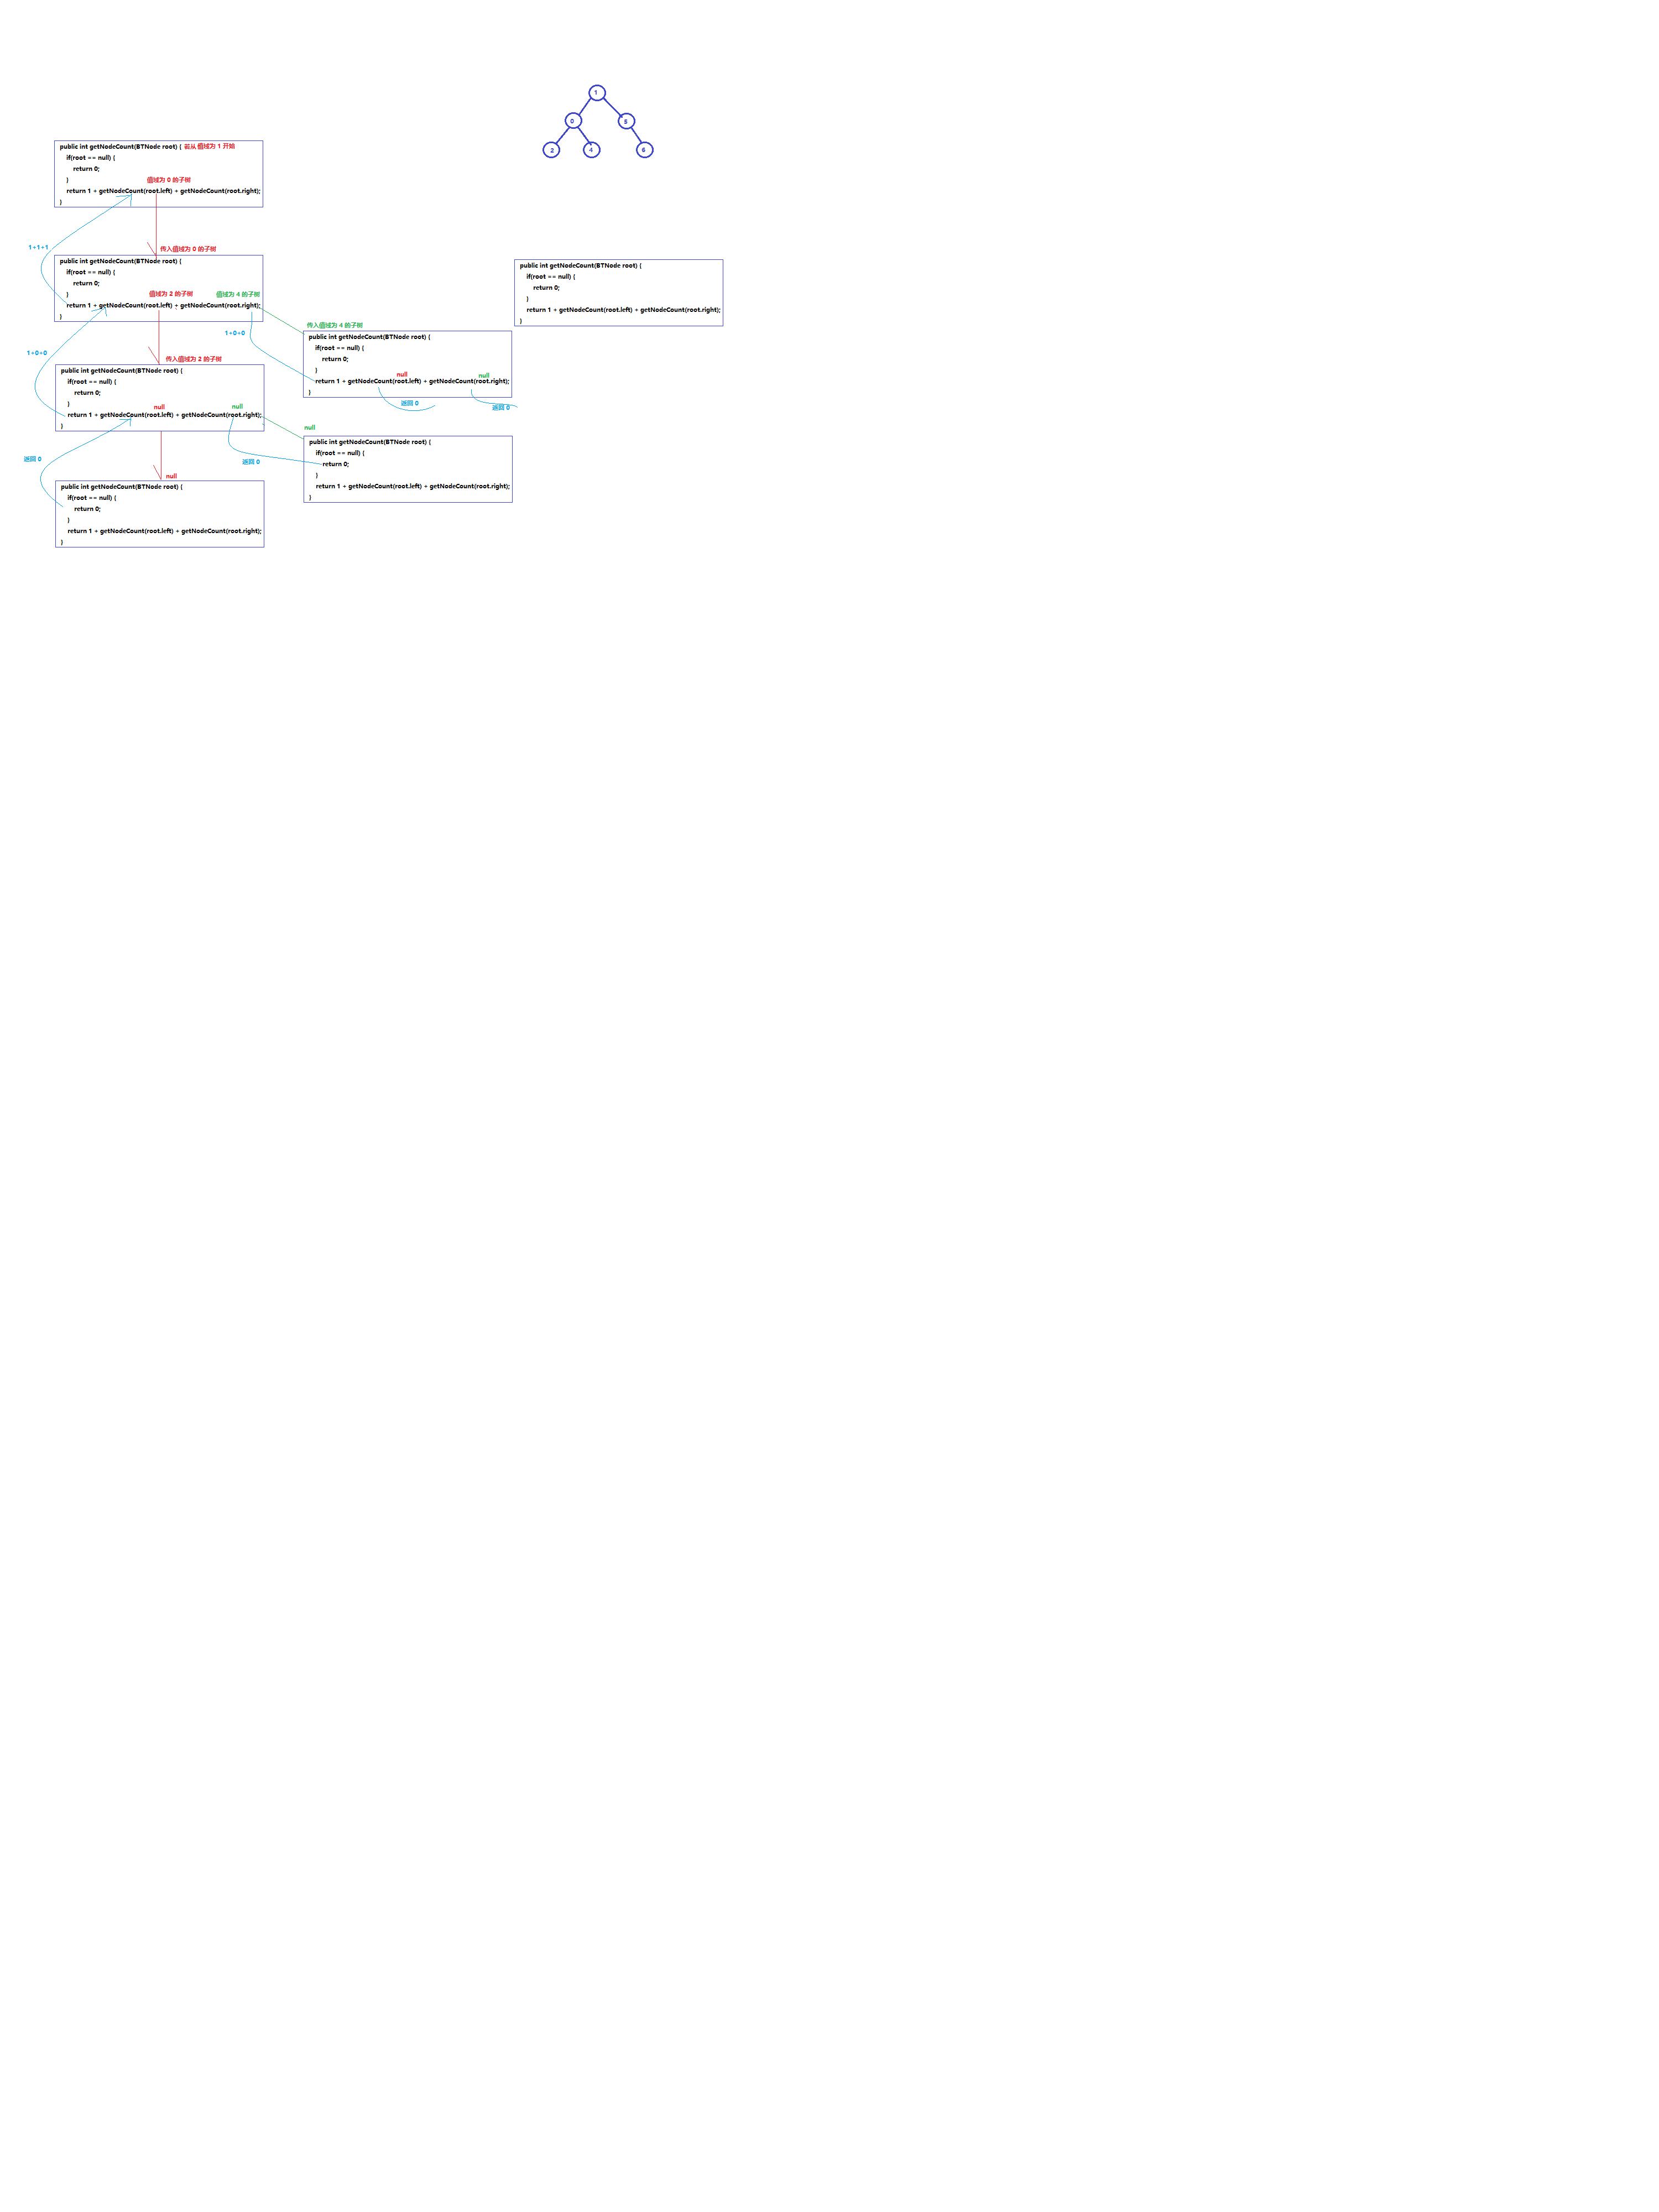 1
0
5
2
4
6
public int getNodeCount(BTNode root) { 若从 值域为 1 开始
if(root == null) {
return 0;
}
值域为 0 的子树
return 1 + getNodeCount(root.left) + getNodeCount(root.right);
}
1+1+1
传入值域为 0 的子树
public int getNodeCount(BTNode root) {
if(root == null) {
return 0;
}
值域为 2 的子树 值域为 4 的子树
return 1 + getNodeCount(root.left) + getNodeCount(root.right);
}
public int getNodeCount(BTNode root) {
if(root == null) {
return 0;
}
return 1 + getNodeCount(root.left) + getNodeCount(root.right);
}
传入值域为 4 的子树
1+0+0
public int getNodeCount(BTNode root) {
if(root == null) {
return 0;
}
null null
return 1 + getNodeCount(root.left) + getNodeCount(root.right);
}
返回 0
返回 0
1+0+0
传入值域为 2 的子树
public int getNodeCount(BTNode root) {
if(root == null) {
return 0;
}
null null
return 1 + getNodeCount(root.left) + getNodeCount(root.right);
}
null
public int getNodeCount(BTNode root) {
if(root == null) {
return 0;
}
return 1 + getNodeCount(root.left) + getNodeCount(root.right);
}
返回 0
返回 0
null
public int getNodeCount(BTNode root) {
if(root == null) {
return 0;
}
return 1 + getNodeCount(root.left) + getNodeCount(root.right);
}